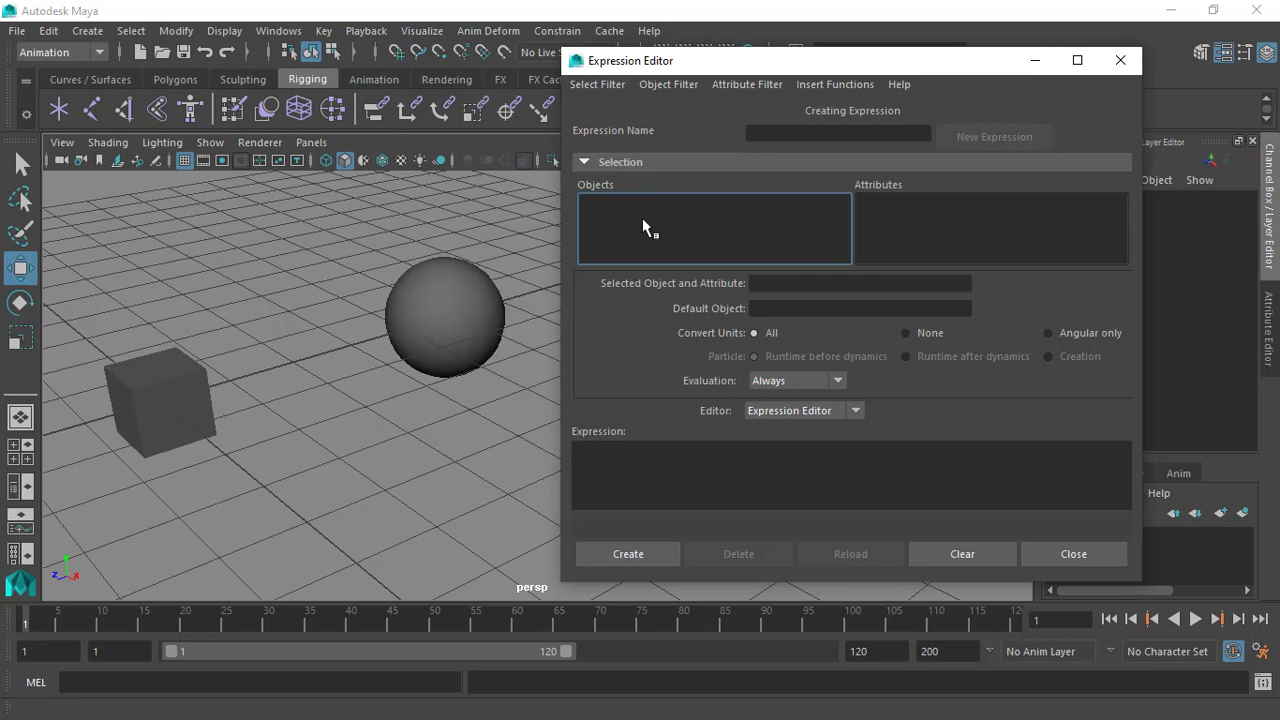 Autodesk Maya
File Edit Create Select Modify Display Windows Key Playback Visualize Anim Deform Constrain Cache Help
Animation No Live
Curves / Surfaces Polygons Sculpting Rigging Animation Rendering FX FX Cac
View Shading Lighting Show Renderer Panels
Expression Editor
Select Filter Object Filter Attribute Filter Insert Functions Help
Creating Expression
Expression Name New Expression
Selection
Objects Attributes
Selected Object and Attribute:
Default Object:
Convert Units: All None Angular only
Particle: Runtime before dynamics Runtime after dynamics Creation
Evaluation: Always
Editor: Expression Editor
Expression:
Create Delete Reload Clear Close
ayer Editor
Object Show
Channel Box / Layer Editor
Attribute Editor
Anim
Help
y
z x
persp
5 10 15 20 25 30 35 40 45 50 55 60 65 70 75 80 85 90 95 100 105 110 115 12
1 1
1 1 1 120 120 200 No Anim Layer No Character Set
MEL